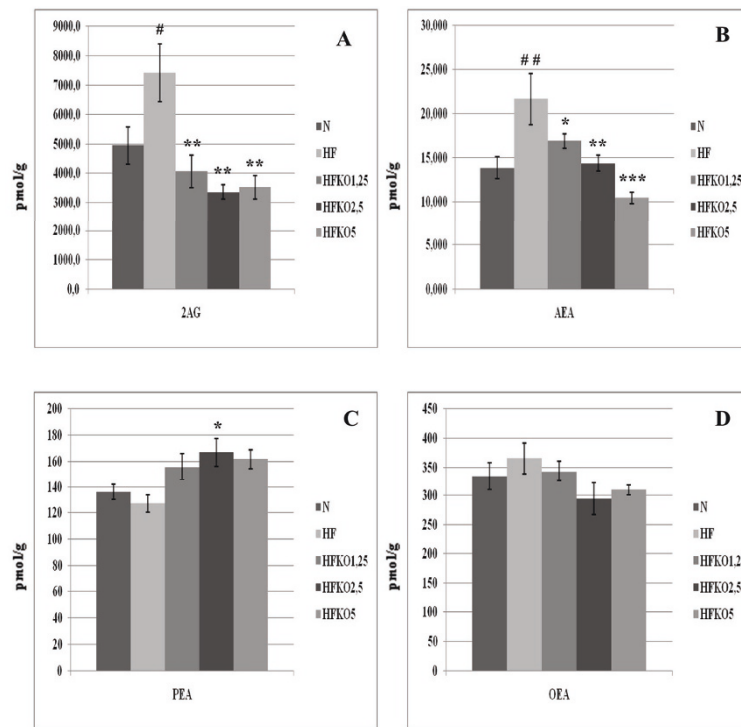 A
9000,0
8000,0
7000,0
6000,0
5000,0
4000,0
3000,0
2000,0
1000,0
0,0
pmol/g
#
**
**
**
2AG
N
HF
HFKO1,25
HFKO2,5
HFKO5
B
30,000
25,000
20,000
15,000
10,000
5,000
0,000
pmol/g
# #
*
**
***
AEA
N
HF
HFKO1,25
HFKO2,5
HFKO5
C
200
180
160
140
120
100
80
60
40
20
0
pmol/g
*
PEA
N
HF
HFKO1,25
HFKO2,5
HFKO5
D
450
400
350
300
250
200
150
100
50
0
pmol/g
OEA
N
HF
HFKO1,2
HFKO2,5
HFKO5